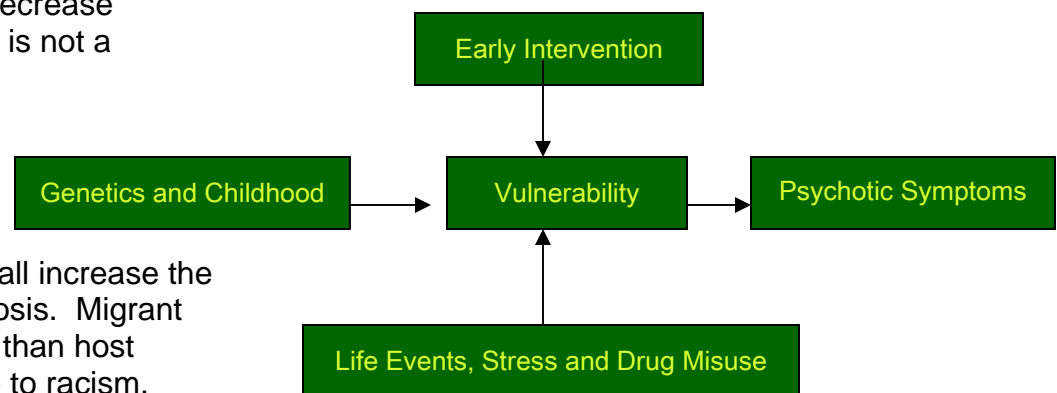 decrease
is not a
Early Intervention
Genetics and Childhood
Vulnerability
Psychotic Symptoms
all increase the
osis. Migrant
than host
to racism.
Life Events, Stress and Drug Misuse